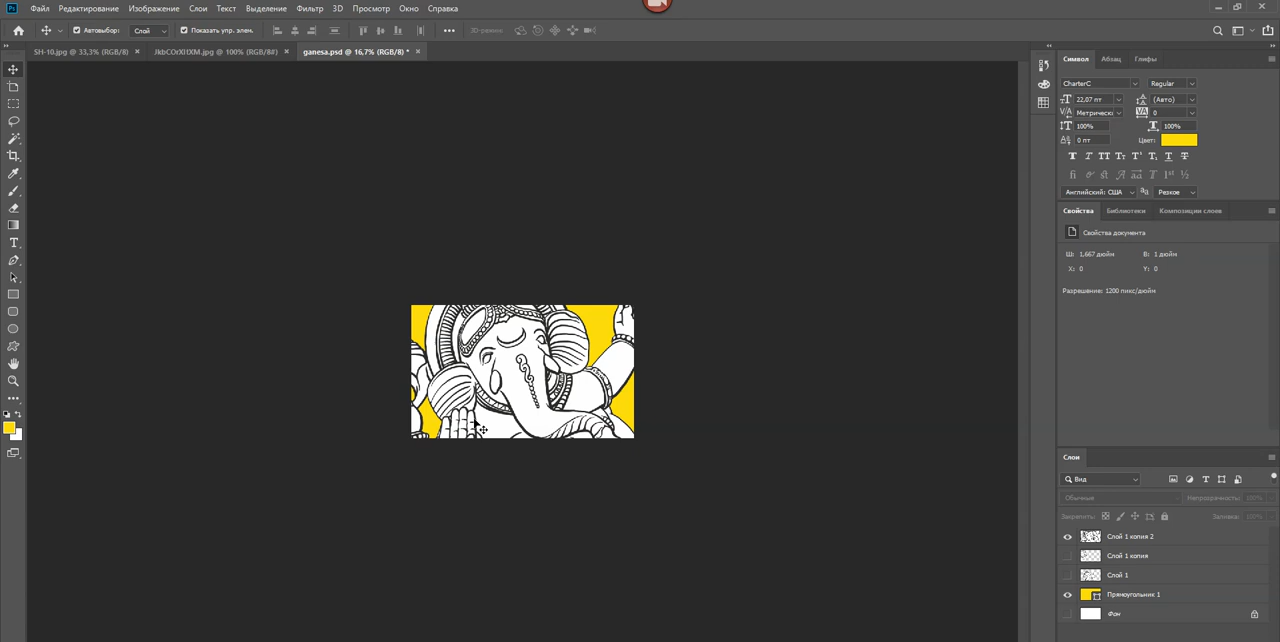 Ps Файл Редактирование Изображение Слои Текст Выделение Фильтр 3D Просмотр Окно Справка
Автовыбор: Слой Показать упр. элем. 3D-режим:
SH-10.jpg @ 33,3% (RGB/8) × @ 100% (RGB/8#) × ganesa.psd @ 16,7% (RGB/8) * ×
Символ Абзац Глифы
CharterC Regular
22,07 пт (Авто)
Метрически 0
100% 100%
0 пт Цвет:
Английский: США Резкое
Свойства Библиотеки Композиции слоев
Свойства документа
Ш: 1,667 дюйм В: 1 дюйм
X: 0 Y: 0
Разрешение: 1200 пикс/дюйм
Слои
Вид
Обычные Непрозрачность: 100%
Закрепить: Заливка: 100%
Слой 1 копия 2
Слой 1 копия
Слой 1
Прямоугольник 1
Фон